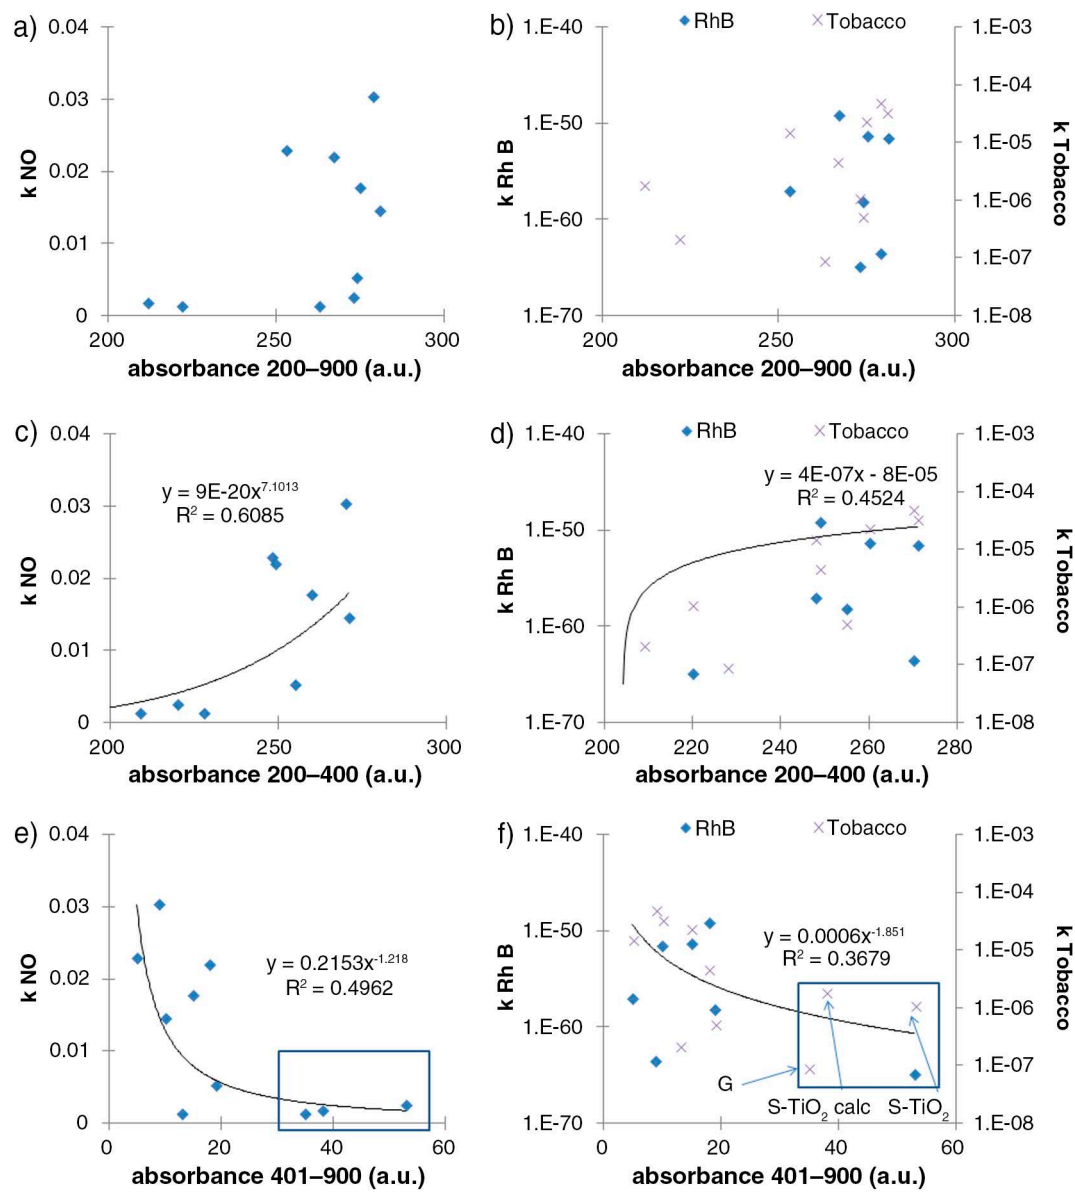 a)
0.04
0.03
0.02
0.01
0
k NO
200
250
300
absorbance 200–900 (a.u.)
b)
RhB
Tobacco
1.E-40
1.E-50
1.E-60
1.E-70
k Rh B
1.E-03
1.E-04
1.E-05
1.E-06
1.E-07
1.E-08
k Tobacco
200
250
300
absorbance 200–900 (a.u.)
c)
0.04
0.03
0.02
0.01
0
k NO
y = 9E-20x^7.1013
R² = 0.6085
200
250
300
absorbance 200–400 (a.u.)
d)
RhB
Tobacco
1.E-40
1.E-50
1.E-60
1.E-70
k Rh B
y = 4E-07x - 8E-05
R² = 0.4524
1.E-03
1.E-04
1.E-05
1.E-06
1.E-07
1.E-08
k Tobacco
200
220
240
260
280
absorbance 200–400 (a.u.)
e)
0.04
0.03
0.02
0.01
0
k NO
y = 0.2153x^-1.218
R² = 0.4962
0
20
40
60
absorbance 401–900 (a.u.)
f)
RhB
Tobacco
1.E-40
1.E-50
1.E-60
1.E-70
k Rh B
y = 0.0006x^-1.851
R² = 0.3679
G
S-TiO₂ calc
S-TiO₂
1.E-03
1.E-04
1.E-05
1.E-06
1.E-07
1.E-08
k Tobacco
0
20
40
60
absorbance 401–900 (a.u.)